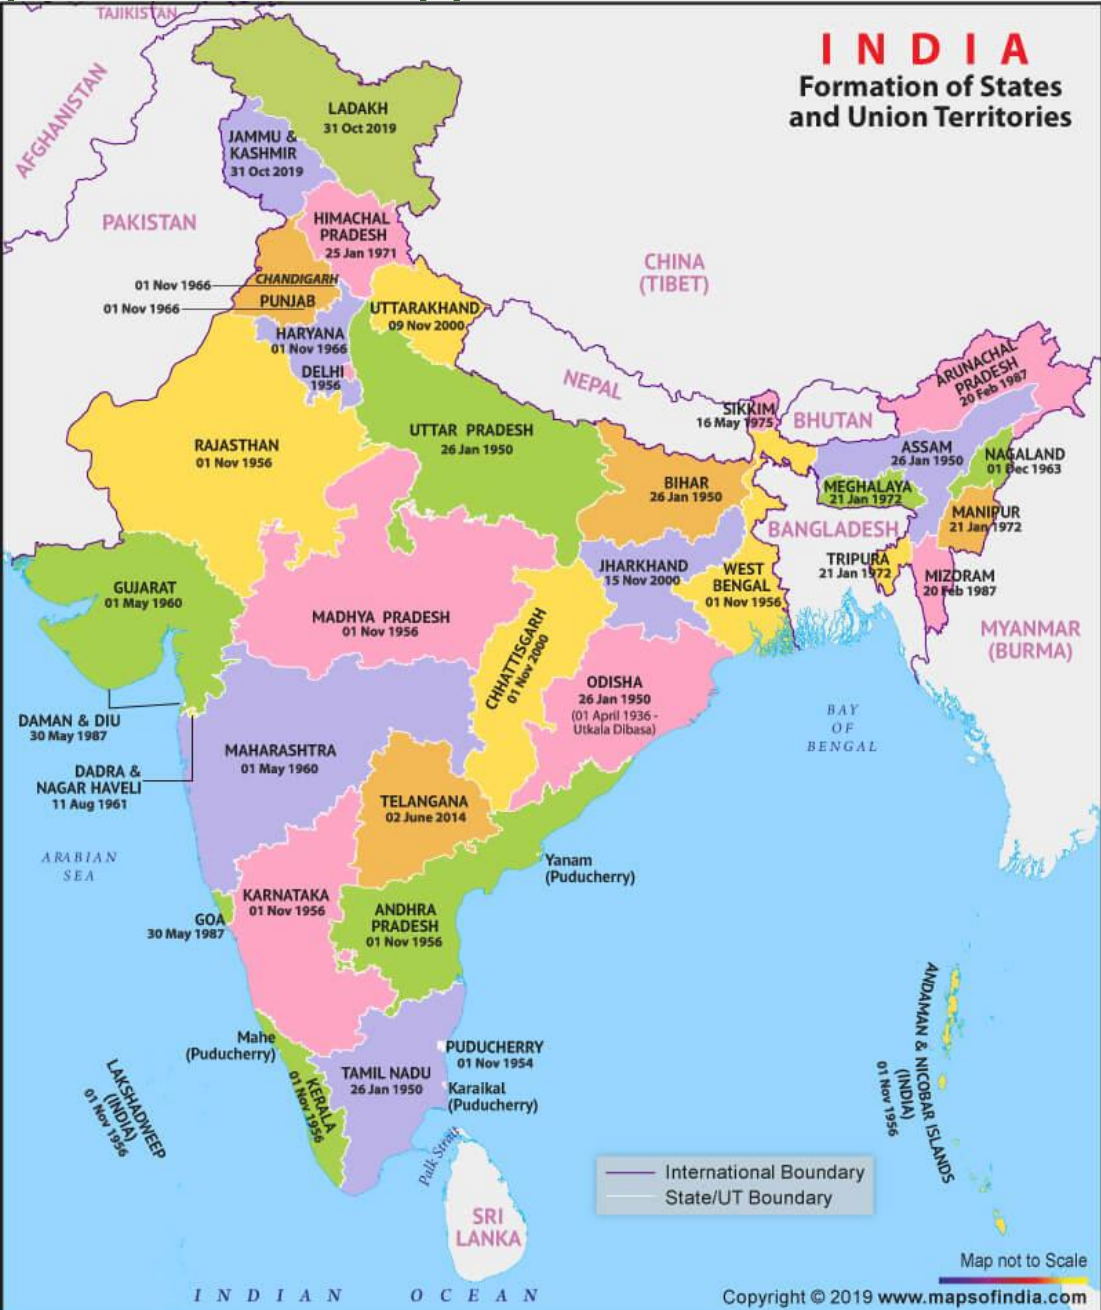 TAJIKISTAN
INDIA
Formation of States
and Union Territories
AFGHANISTAN
LADAKH
31 Oct 2019
JAMMU &
KASHMIR
31 Oct 2019
PAKISTAN
HIMACHAL
PRADESH
25 Jan 1971
CHINA
(TIBET)
01 Nov 1966
CHANDIGARH
01 Nov 1966
PUNJAB
UTTARAKHAND
09 Nov 2000
HARYANA
01 Nov 1966
DELHI
1956
NEPAL
ARUNACHAL
PRADESH
20 Feb 1987
SIKKIM
16 May 1975
BHUTAN
RAJASTHAN
01 Nov 1956
UTTAR PRADESH
26 Jan 1950
ASSAM
26 Jan 1950
NAGALAND
01 Dec 1963
BIHAR
26 Jan 1950
MEGHALAYA
21 Jan 1972
MANIPUR
21 Jan 1972
BANGLADESH
GUJARAT
01 May 1960
JHARKHAND
15 Nov 2000
WEST
BENGAL
01 Nov 1956
TRIPURA
21 Jan 1972
MIZORAM
20 Feb 1987
MADHYA PRADESH
01 Nov 1956
CHHATTISGARH
01 Nov 2000
MYANMAR
(BURMA)
ODISHA
26 Jan 1950
(01 April 1936 -
Utkala Dibasa)
DAMAN & DIU
30 May 1987
BAY
OF
BENGAL
MAHARASHTRA
01 May 1960
DADRA &
NAGAR HAVELI
11 Aug 1961
TELANGANA
02 June 2014
ARABIAN
SEA
Yanam
(Puducherry)
KARNATAKA
01 Nov 1956
GOA
30 May 1987
ANDHRA
PRADESH
01 Nov 1956
ANDAMAN & NICOBAR ISLANDS
(INDIA)
01 Nov 1956
Mahe
(Puducherry)
PUDUCHERRY
01 Nov 1954
TAMIL NADU
26 Jan 1950
Karaikal
(Puducherry)
KERALA
01 Nov 1956
LAKSHADWEEP
(INDIA)
01 Nov 1956
Palk Strait
International Boundary
State/UT Boundary
SRI
LANKA
Map not to Scale
INDIAN OCEAN
Copyright © 2019 www.mapsofindia.com